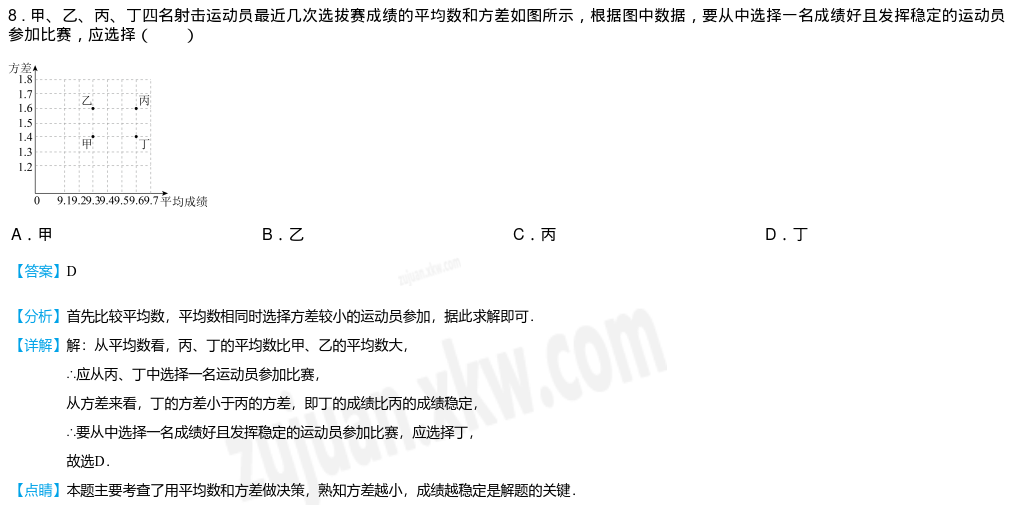 8．甲、乙、丙、丁四名射击运动员最近几次选拔赛成绩的平均数和方差如图所示，根据图中数据，要从中选择一名成绩好且发挥稳定的运动员
参加比赛，应选择（　　）
方差
1.8
1.7
1.6
1.5
1.4
1.3
1.2
乙
丙
甲
丁
0 9.1 9.2 9.3 9.4 9.5 9.6 9.7 平均成绩
A．甲 B．乙 C．丙 D．丁
【答案】D
【分析】首先比较平均数，平均数相同时选择方差较小的运动员参加，据此求解即可．
【详解】解：从平均数看，丙、丁的平均数比甲、乙的平均数大，
∴应从丙、丁中选择一名运动员参加比赛，
从方差来看，丁的方差小于丙的方差，即丁的成绩比丙的成绩稳定，
∴要从中选择一名成绩好且发挥稳定的运动员参加比赛，应选择丁，
故选D．
【点睛】本题主要考查了用平均数和方差做决策，熟知方差越小，成绩越稳定是解题的关键．
zujuan.xkw.com
zujuan.xkw.com